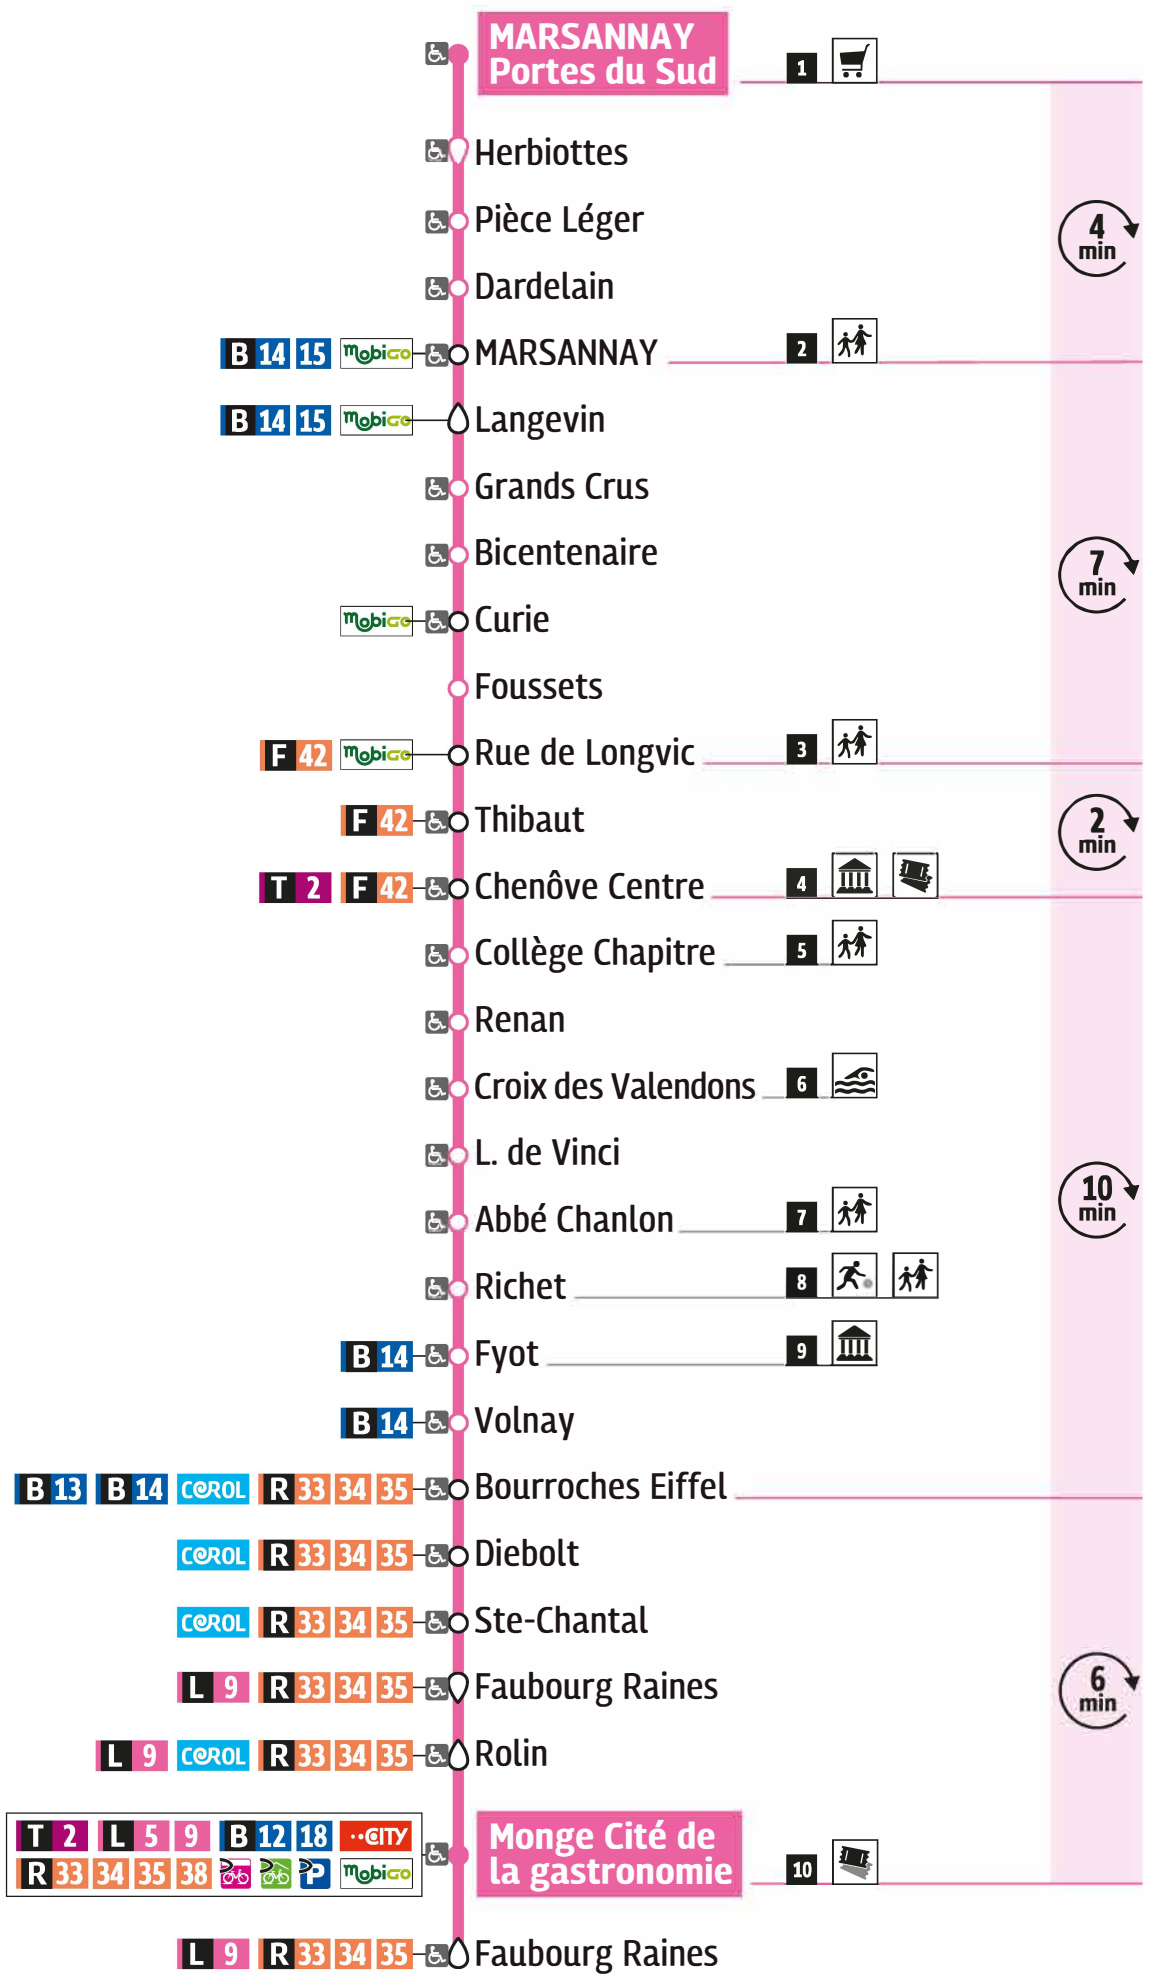 MARSANNAY
Portes du Sud
1
Herbiottes
Pièce Léger
4
min
Dardelain
B 14 15 mobiGO MARSANNAY 2
B 14 15 mobiGO Langevin
Grands Crus
Bicentenaire
7
min
mobiGO Curie
Foussets
F 42 mobiGO Rue de Longvic 3
F 42 Thibaut
2
min
T 2 F 42 Chenôve Centre 4
Collège Chapitre 5
Renan
Croix des Valendons 6
L. de Vinci
10
min
Abbé Chanlon 7
Richet 8
B 14 Fyot 9
B 14 Volnay
B 13 B 14 COROL R 33 34 35 Bourroches Eiffel
COROL R 33 34 35 Diebolt
COROL R 33 34 35 Ste-Chantal
L 9 R 33 34 35 Faubourg Raines
6
min
L 9 COROL R 33 34 35 Rolin
T 2 L 5 9 B 12 18 CITY
R 33 34 35 38 P mobiGO
Monge Cité de
la gastronomie
10
L 9 R 33 34 35 Faubourg Raines